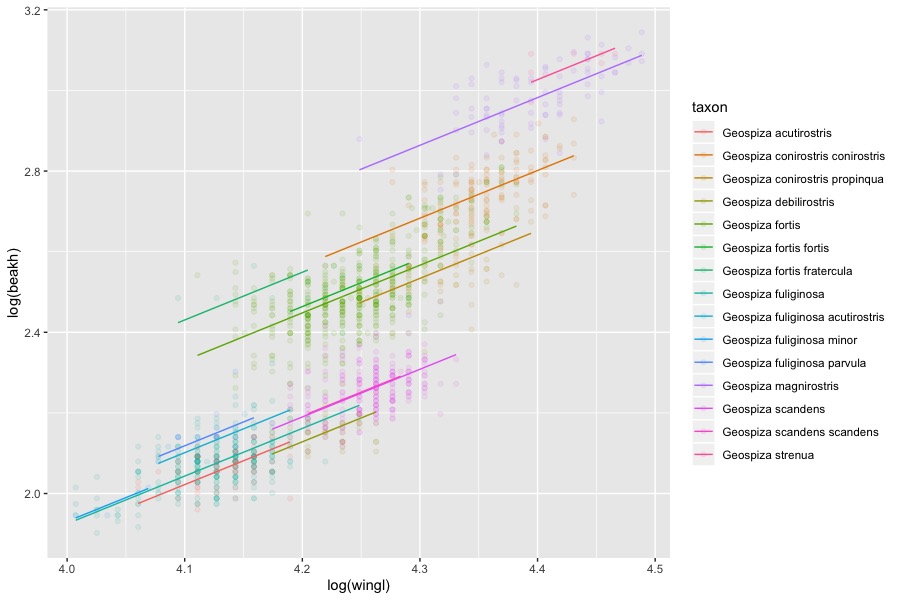 3.2
2.8
2.4
2.0
log(beakh)
4.0 4.1 4.2 4.3 4.4 4.5
log(wingl)
taxon
Geospiza acutirostris
Geospiza conirostris conirostris
Geospiza conirostris propinqua
Geospiza debilirostris
Geospiza fortis
Geospiza fortis fortis
Geospiza fortis fratercula
Geospiza fuliginosa
Geospiza fuliginosa acutirostris
Geospiza fuliginosa minor
Geospiza fuliginosa parvula
Geospiza magnirostris
Geospiza scandens
Geospiza scandens scandens
Geospiza strenua